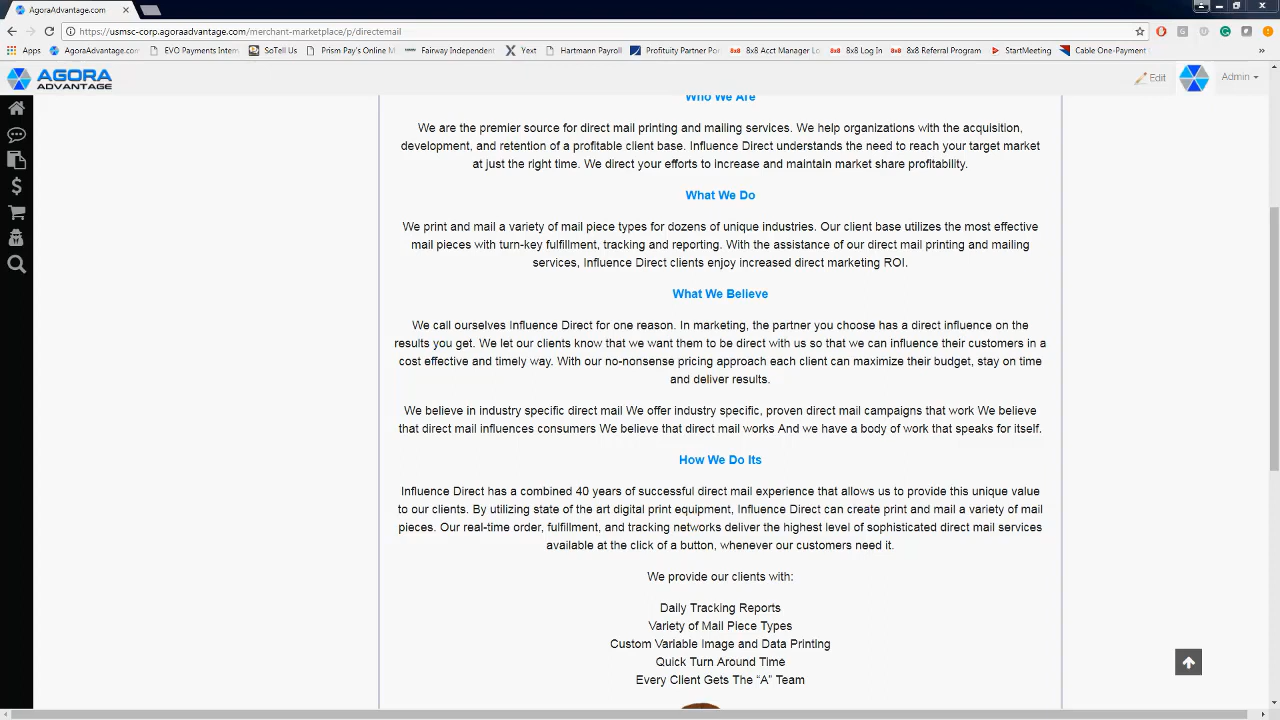 AgoraAdvantage.com
https://usmsc-corp.agoraadvantage.com/merchant-marketplace/p/directemail
Apps AgoraAdvantage.com EVO Payments Intern SoTell Us Prism Pay's Online M Fairway Independent Yext Hartmann Payroll Profituity Partner Por 8x8 Acct Manager Lo 8x8 Log In 8x8 Referral Program StartMeeting Cable One-Payment
AGORA
ADVANTAGE
Edit Admin
Who We Are
We are the premier source for direct mail printing and mailing services. We help organizations with the acquisition,
development, and retention of a profitable client base. Influence Direct understands the need to reach your target market
at just the right time. We direct your efforts to increase and maintain market share profitability.
What We Do
We print and mail a variety of mail piece types for dozens of unique industries. Our client base utilizes the most effective
mail pieces with turn-key fulfillment, tracking and reporting. With the assistance of our direct mail printing and mailing
services, Influence Direct clients enjoy increased direct marketing ROI.
What We Believe
We call ourselves Influence Direct for one reason. In marketing, the partner you choose has a direct influence on the
results you get. We let our clients know that we want them to be direct with us so that we can influence their customers in a
cost effective and timely way. With our no-nonsense pricing approach each client can maximize their budget, stay on time
and deliver results.
We believe in industry specific direct mail We offer industry specific, proven direct mail campaigns that work We believe
that direct mail influences consumers We believe that direct mail works And we have a body of work that speaks for itself.
How We Do Its
Influence Direct has a combined 40 years of successful direct mail experience that allows us to provide this unique value
to our clients. By utilizing state of the art digital print equipment, Influence Direct can create print and mail a variety of mail
pieces. Our real-time order, fulfillment, and tracking networks deliver the highest level of sophisticated direct mail services
available at the click of a button, whenever our customers need it.
We provide our clients with:
Daily Tracking Reports
Variety of Mail Piece Types
Custom Variable Image and Data Printing
Quick Turn Around Time
Every Client Gets The “A” Team